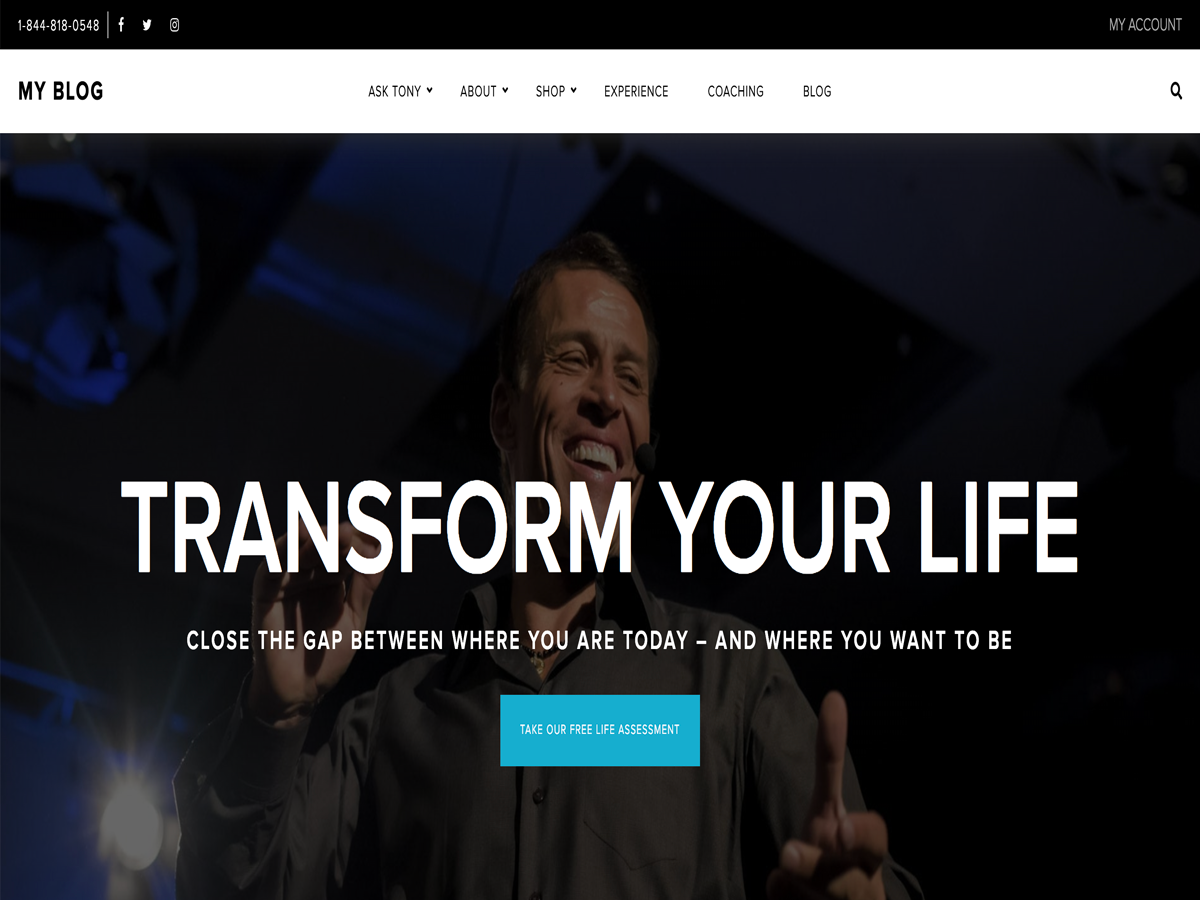 1-844-818-0548
MY ACCOUNT
MY BLOG
ASK TONY
ABOUT
SHOP
EXPERIENCE
COACHING
BLOG
TRANSFORM YOUR LIFE
CLOSE THE GAP BETWEEN WHERE YOU ARE TODAY – AND WHERE YOU WANT TO BE
TAKE OUR FREE LIFE ASSESSMENT